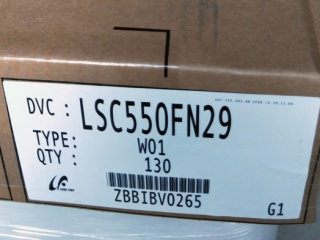 DVC : LSC550FN29
TYPE: W01
QTY : 130
ZBBIBV0265
G1